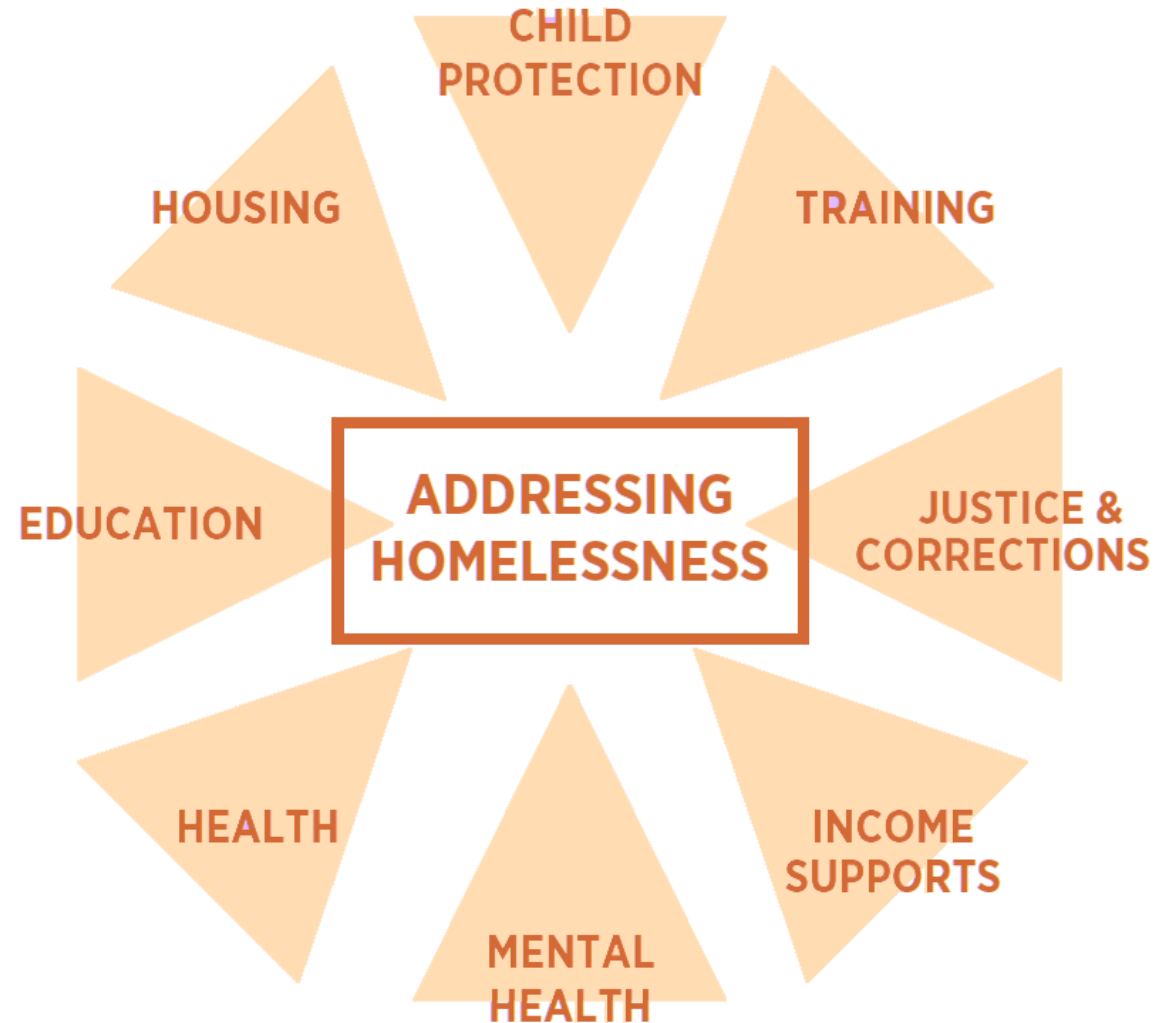 CHILD
PROTECTION
HOUSING
TRAINING
ADDRESSING
HOMELESSNESS
EDUCATION
JUSTICE &
CORRECTIONS
HEALTH
INCOME
SUPPORTS
MENTAL
HEALTH